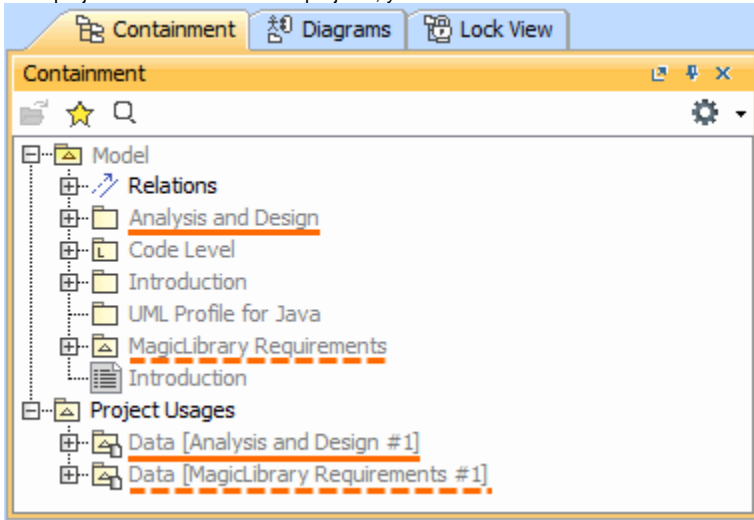 Containment Diagrams Lock View
Containment
Model
Relations
Analysis and Design
Code Level
Introduction
UML Profile for Java
MagicLibrary Requirements
Introduction
Project Usages
Data [Analysis and Design #1]
Data [MagicLibrary Requirements #1]